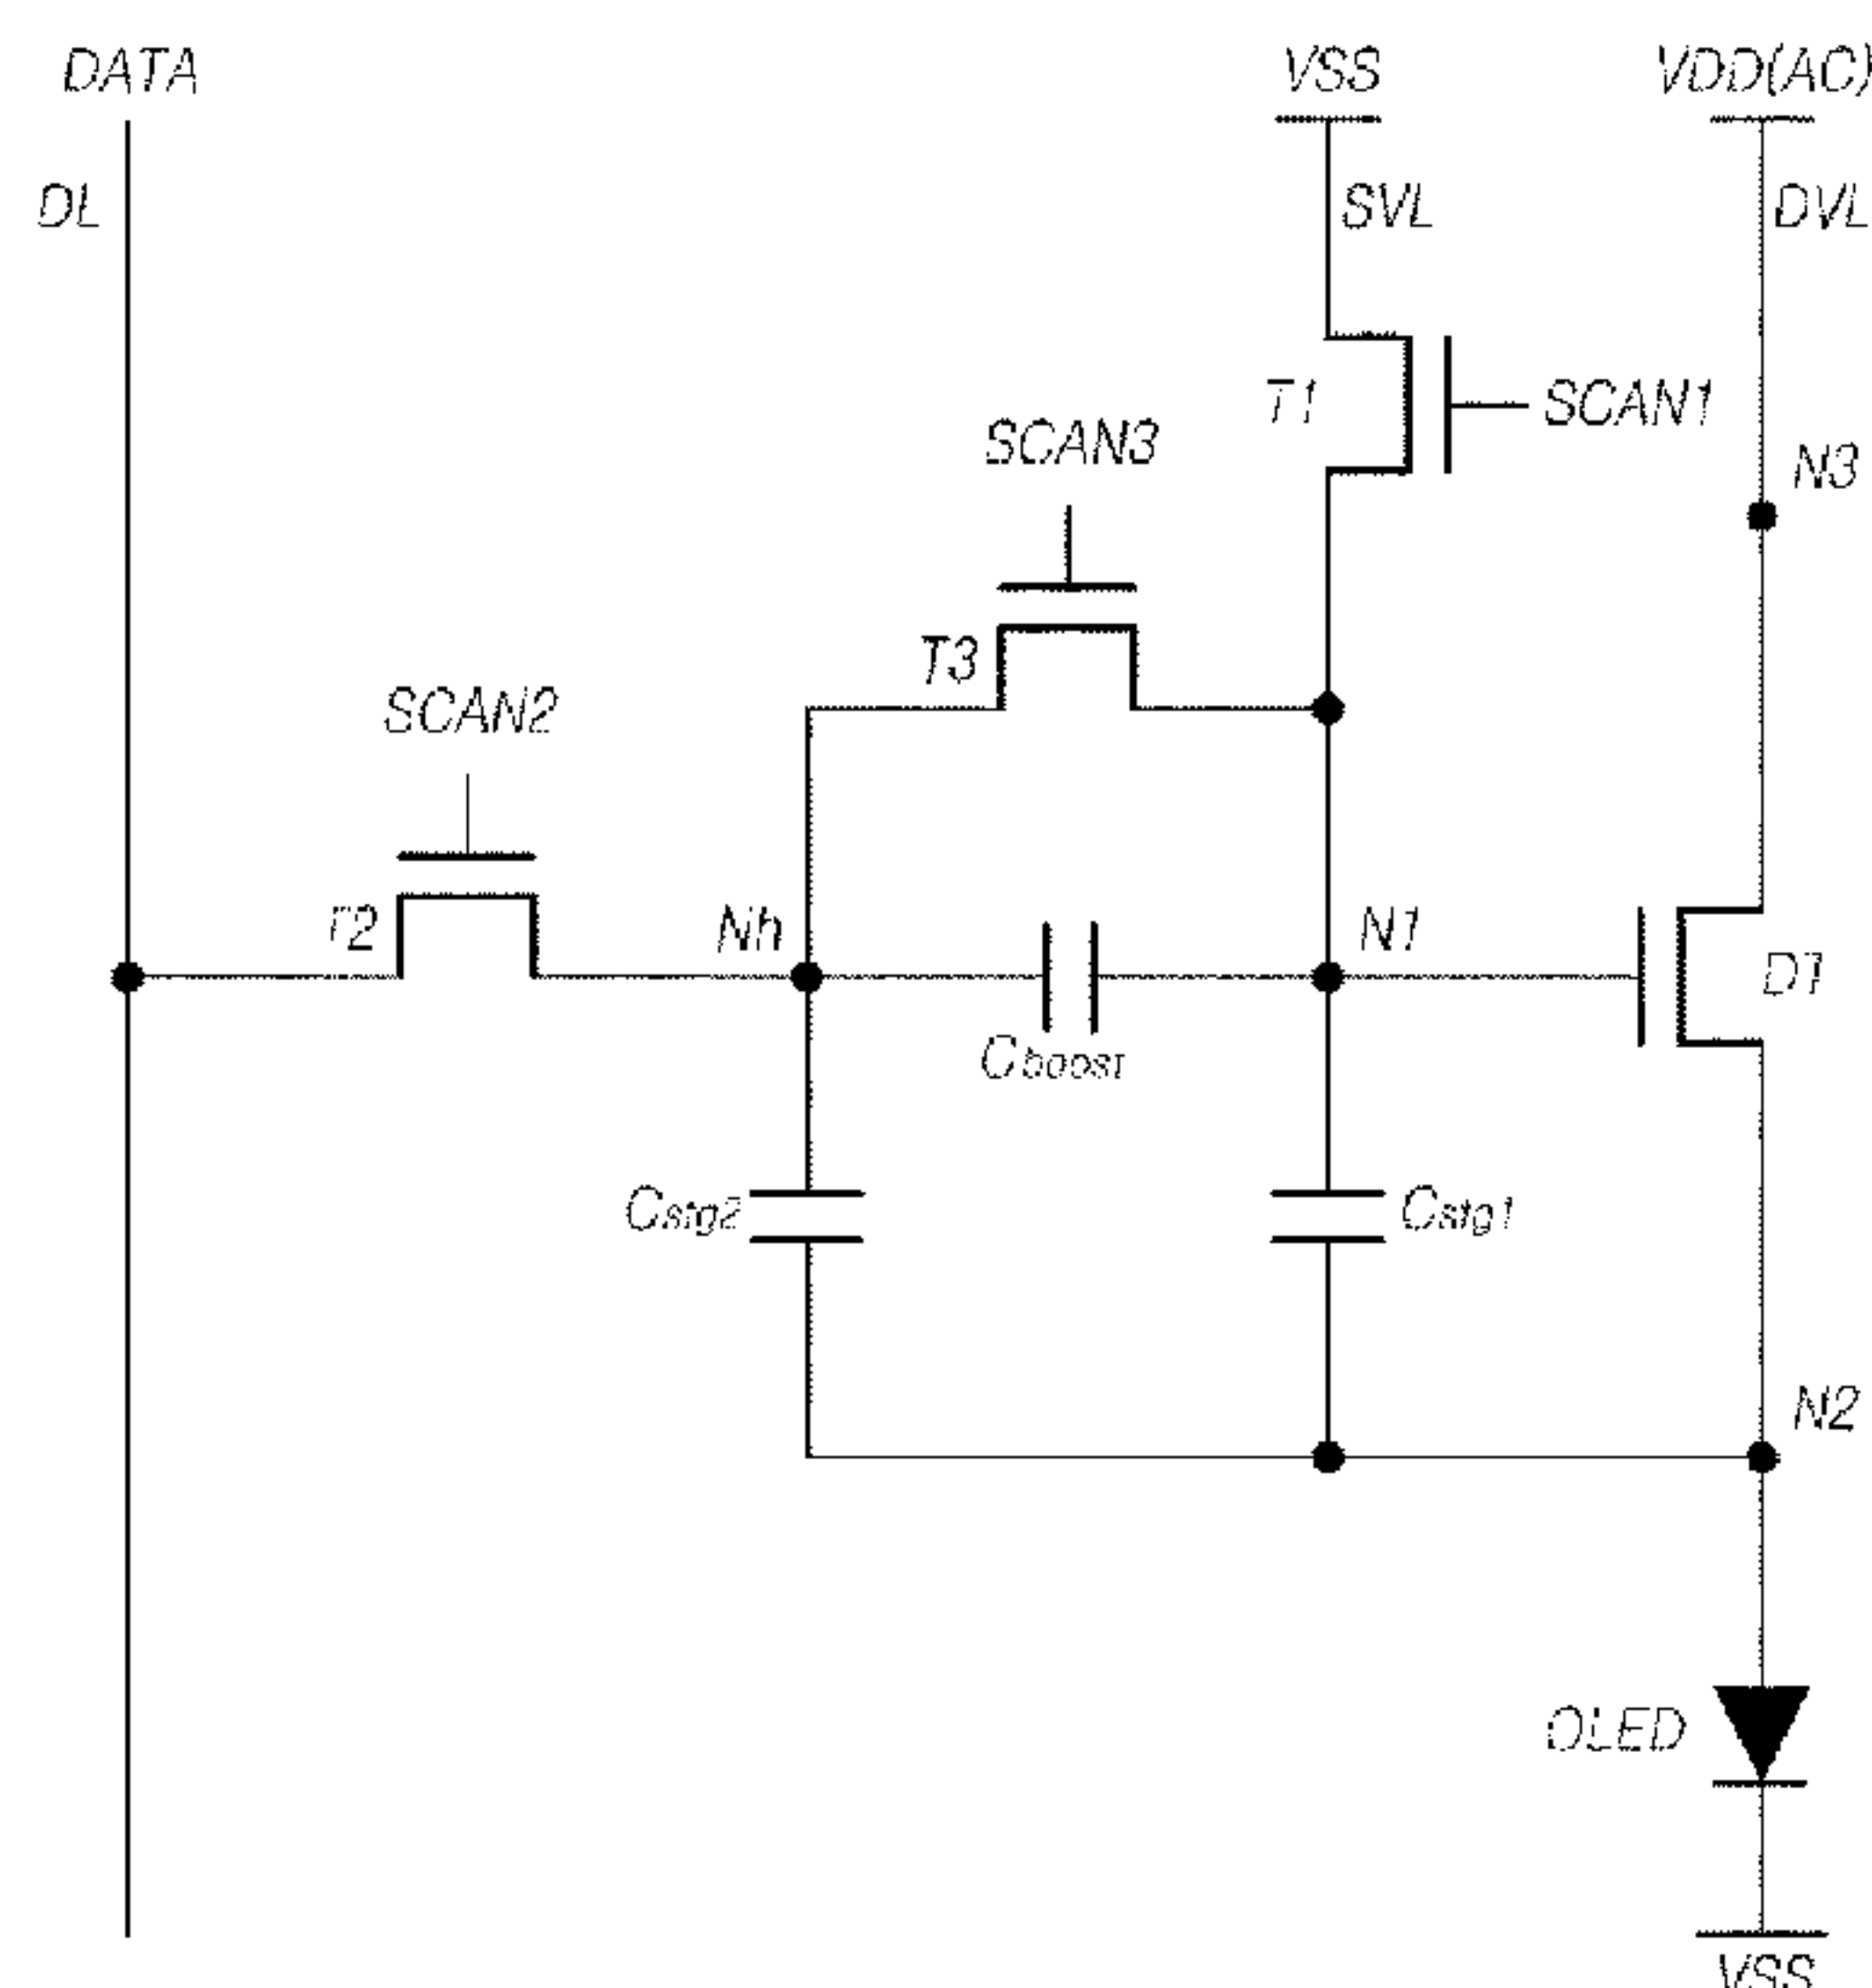 DATA
VSS
VDD(AC)
DL
SVL
DVL
T1
SCAN1
SCAN3
N3
T3
SCAN2
T2
Nh
N1
DT
Cboost
Cstg2
Cstg1
N2
OLED
VSS